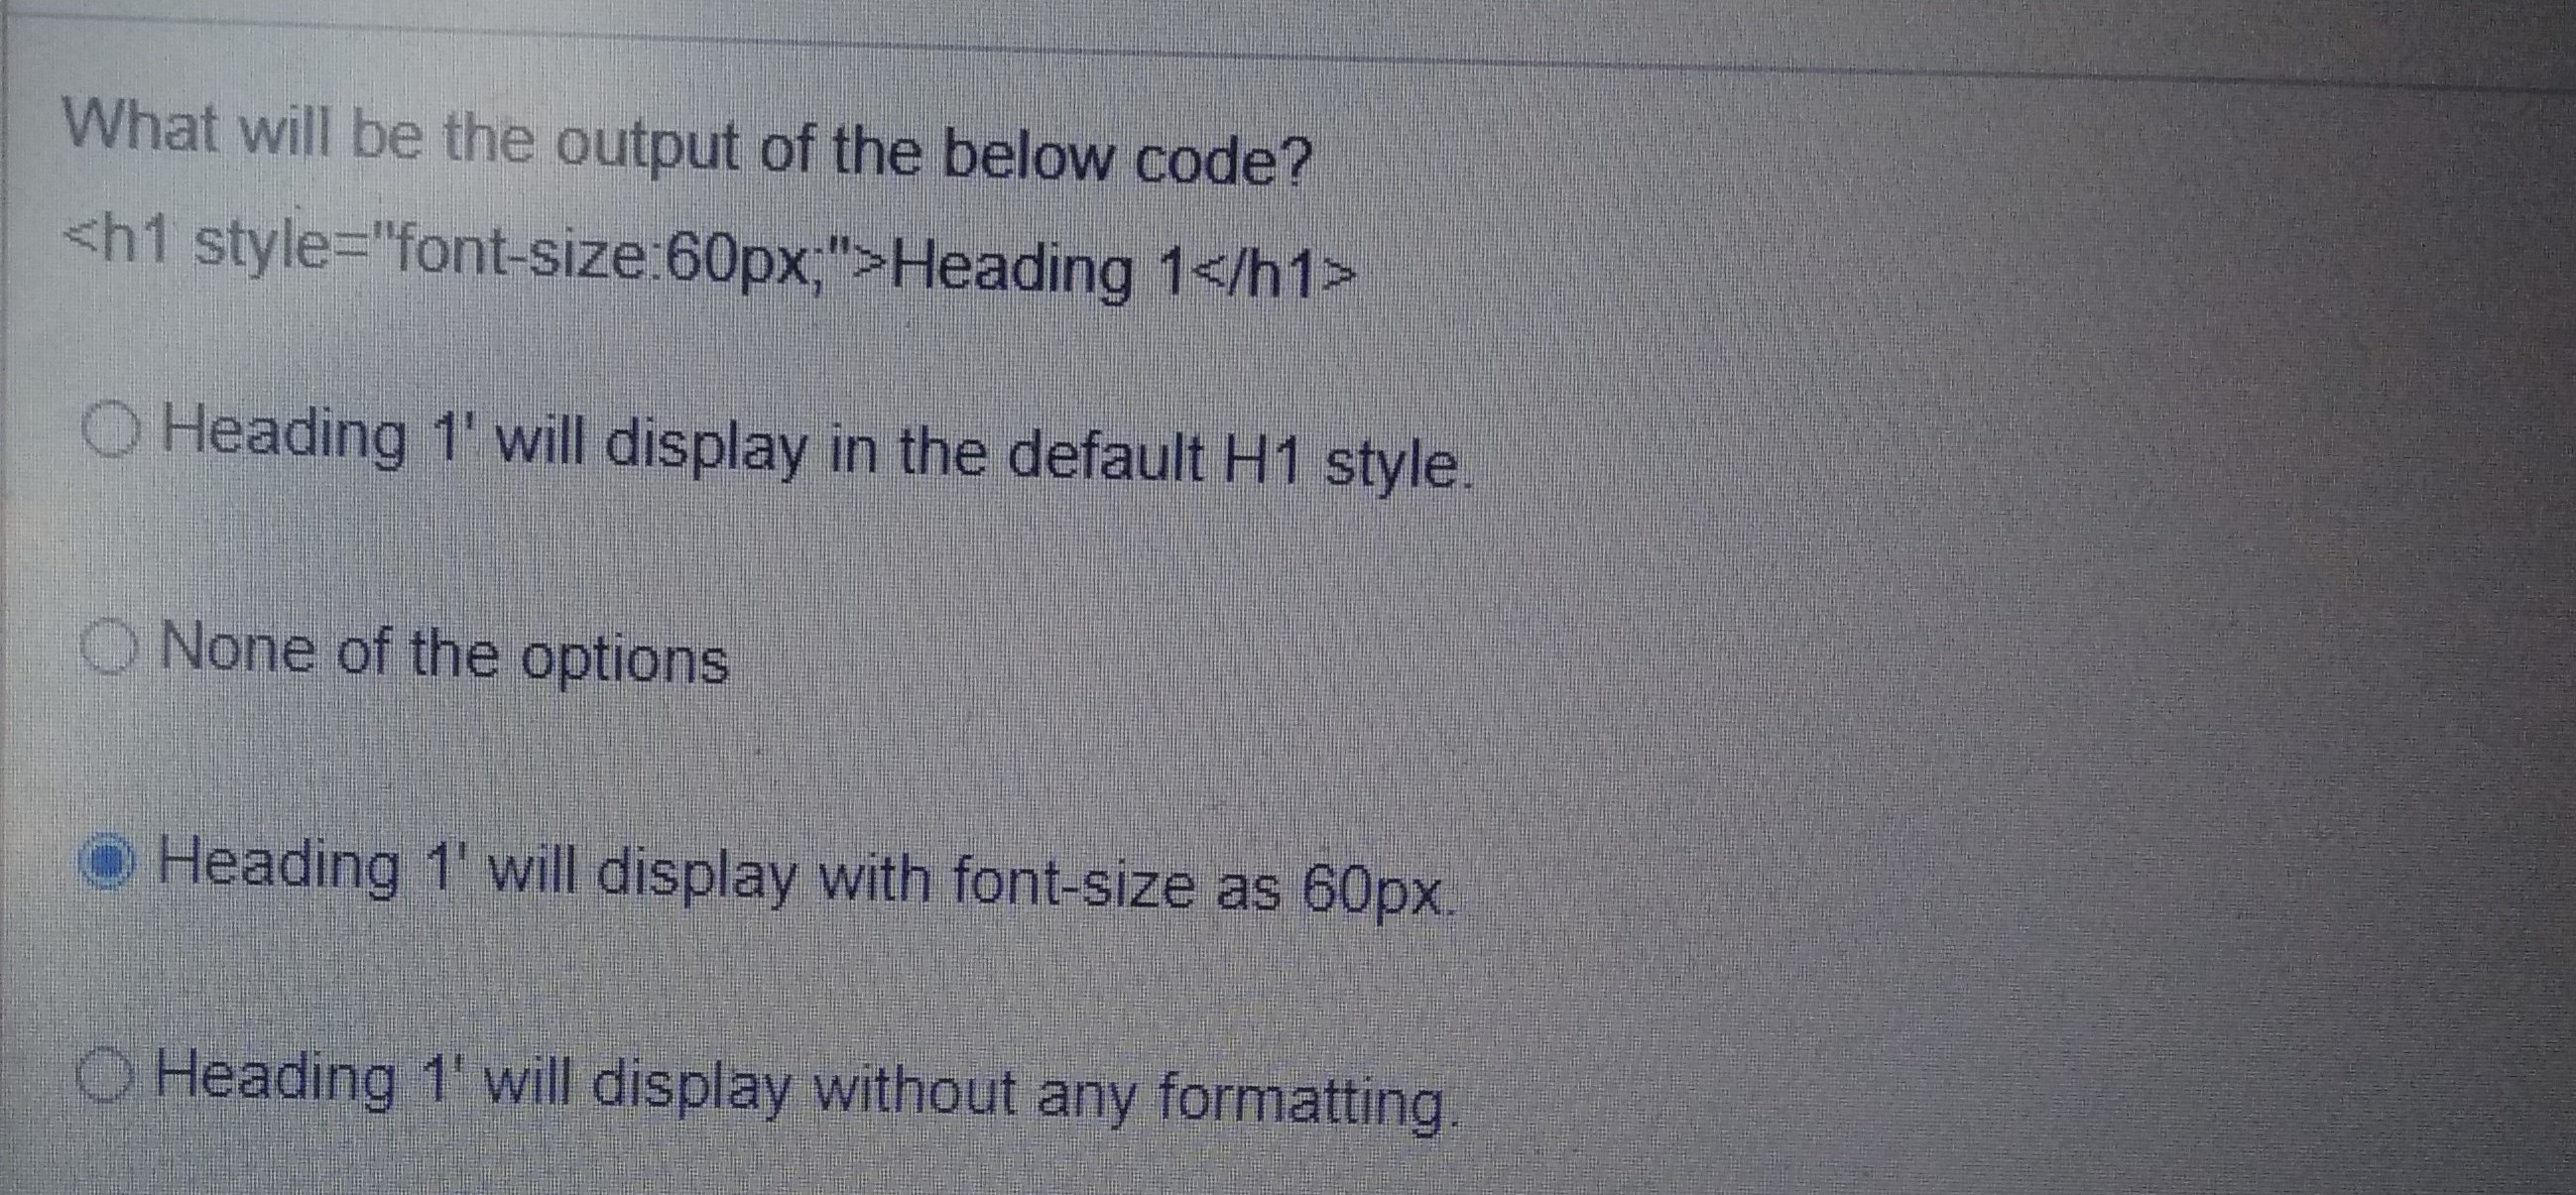 What will be the output of the below code?
<h1 style="font-size:60px;">Heading 1</h1>
Heading 1' will display in the default H1 style.
None of the options
Heading 1' will display with font-size as 60px.
Heading 1' will display without any formatting.